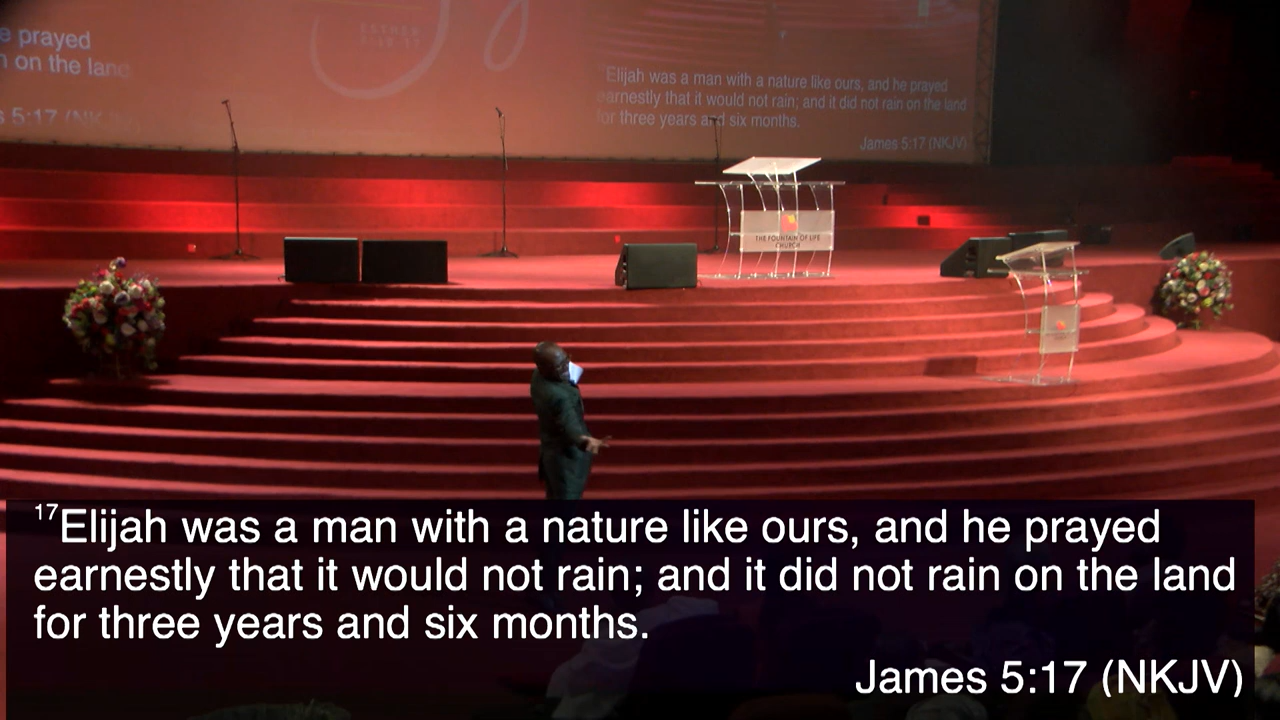 e prayed
n on the land
s 5:17 (NK
ESTHER
Elijah was a man with a nature like ours, and he prayed
earnestly that it would not rain; and it did not rain on the land
for three years and six months.
James 5:17 (NKJV)
THE FOUNTAIN OF LIFE
CHURCH
17Elijah was a man with a nature like ours, and he prayed
earnestly that it would not rain; and it did not rain on the land
for three years and six months.
James 5:17 (NKJV)